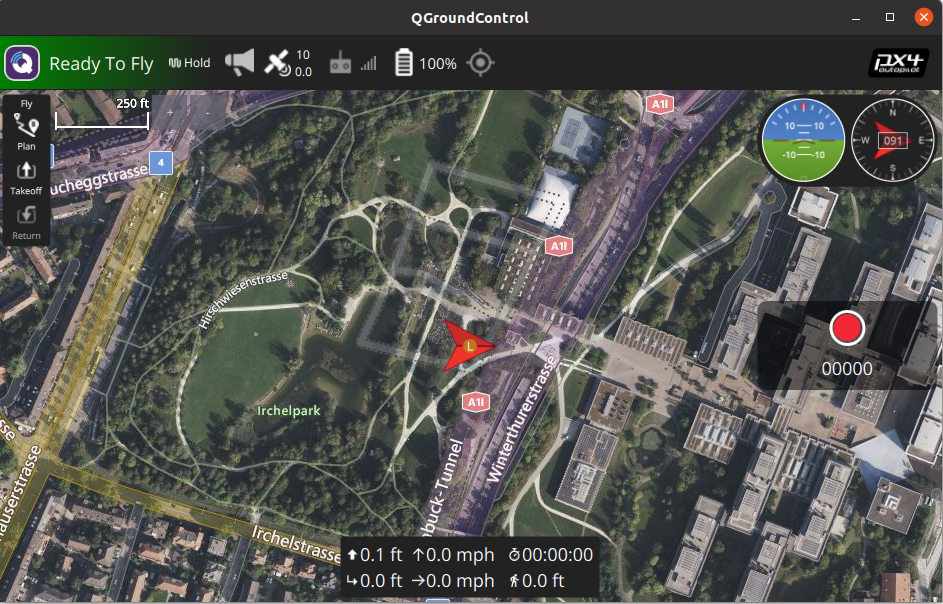 QGroundControl
Ready To Fly
Hold
10
0.0
100%
px4
autopilot
Fly
Plan
Takeoff
Return
250 ft
4
ucheggstrasse
A1l
A1l
A1l
10 10
-10 -10
N
W
091
E
S
Hirschwiesenstrasse
L
00000
Irchelpark
Winterthurerstrasse
buck-Tunnel
auserstrasse
sse
Irchelstrasse
0.1 ft 0.0 mph 00:00:00
0.0 ft 0.0 mph 0.0 ft